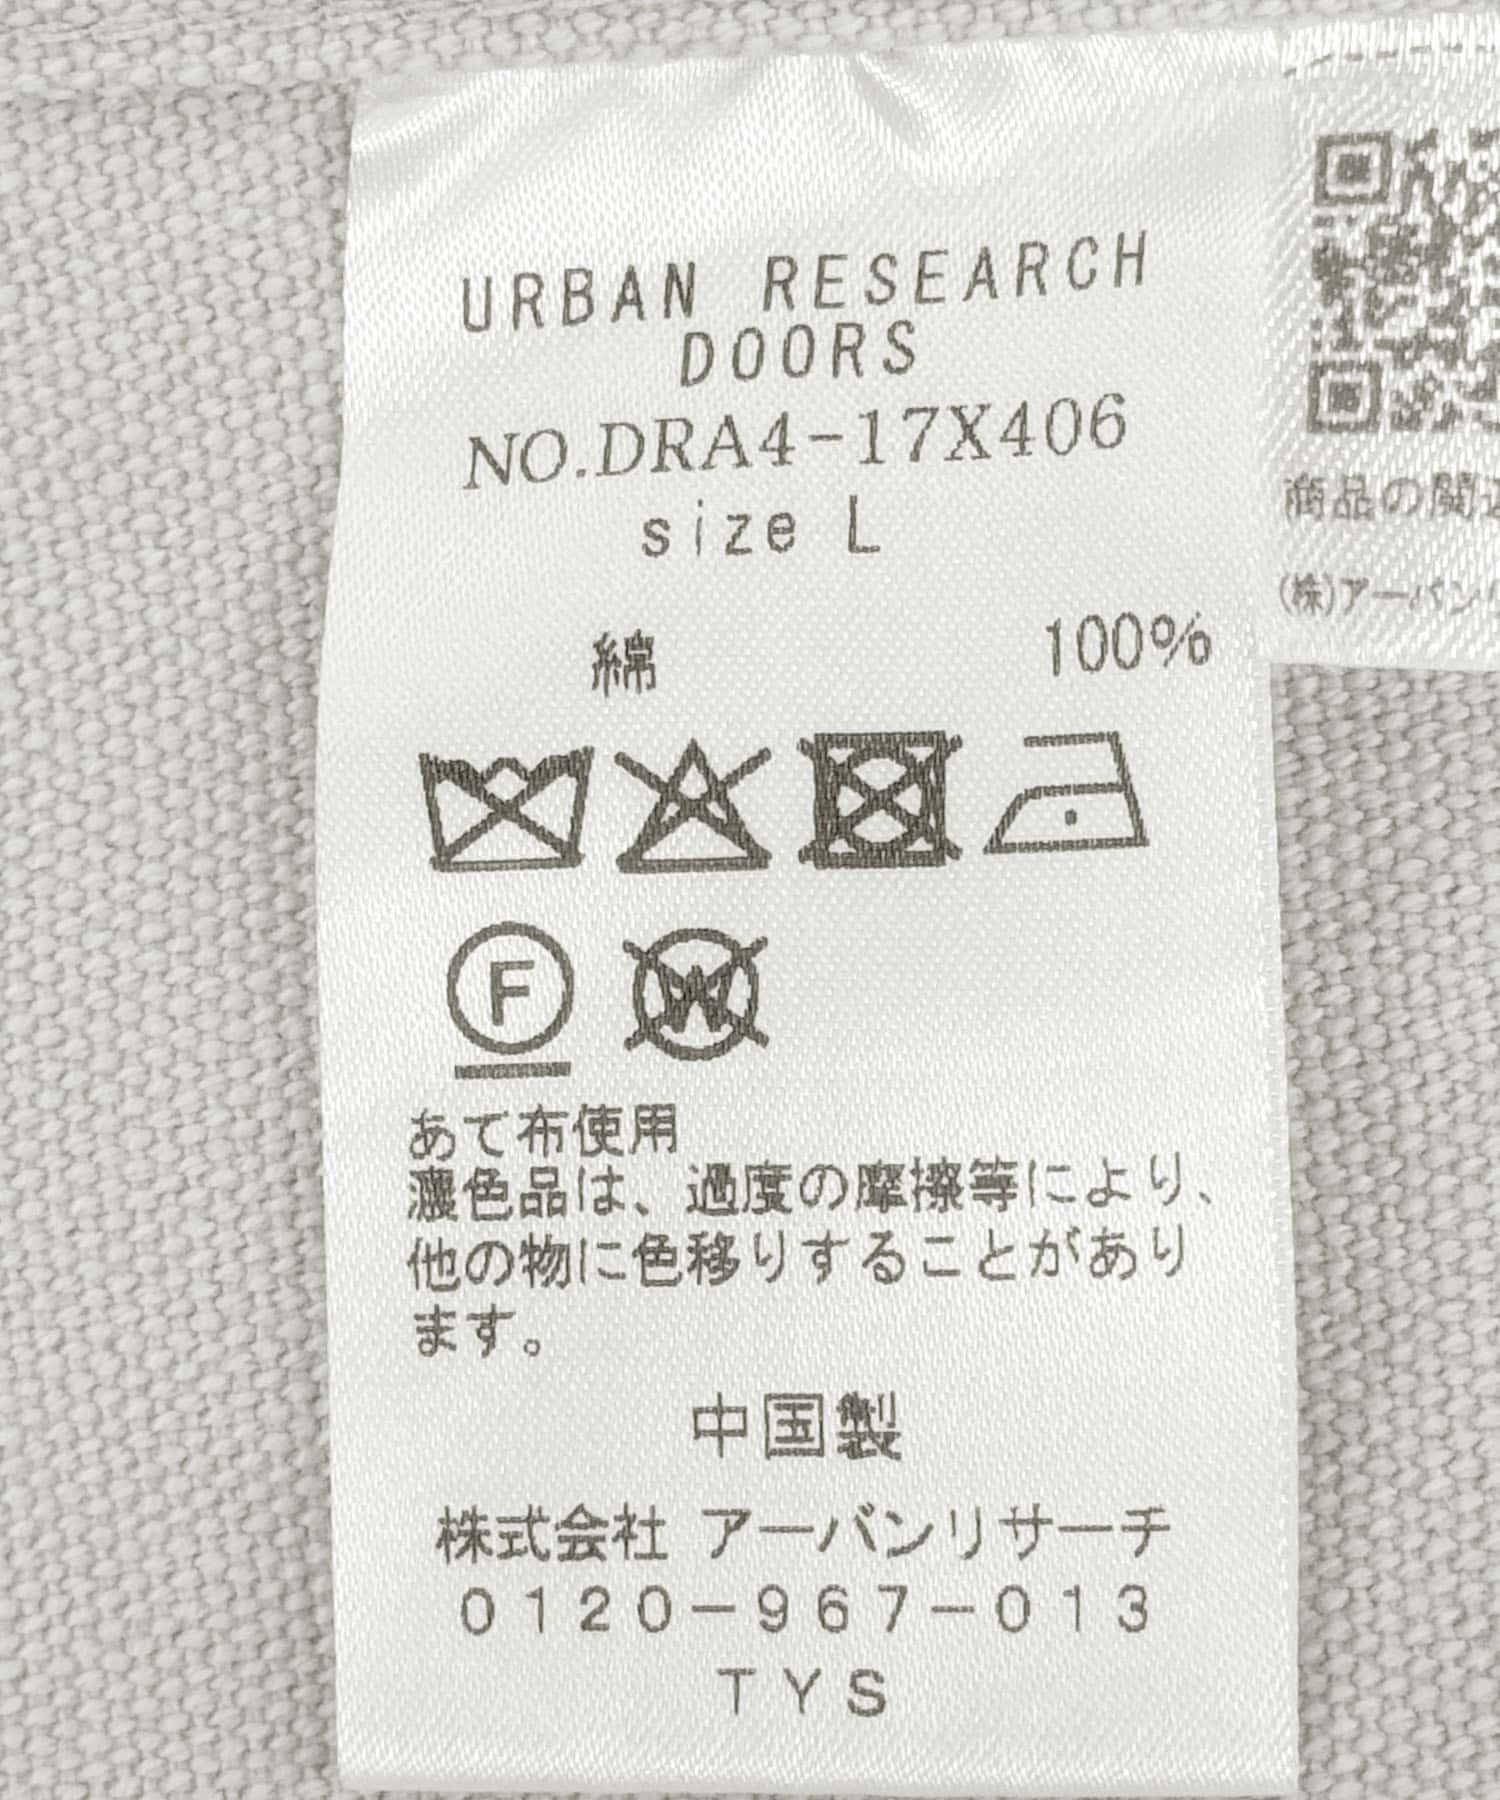 URBAN RESEARCH
DOORS
NO.DRA4-17X406
size L
綿 100%
F
W
あて布使用
濃色品は、過度の摩擦等により、
他の物に色移りすることがあり
ます。
中国製
株式会社 アーバンリサーチ
0120-967-013
TYS
商品の関
(株)アーバン